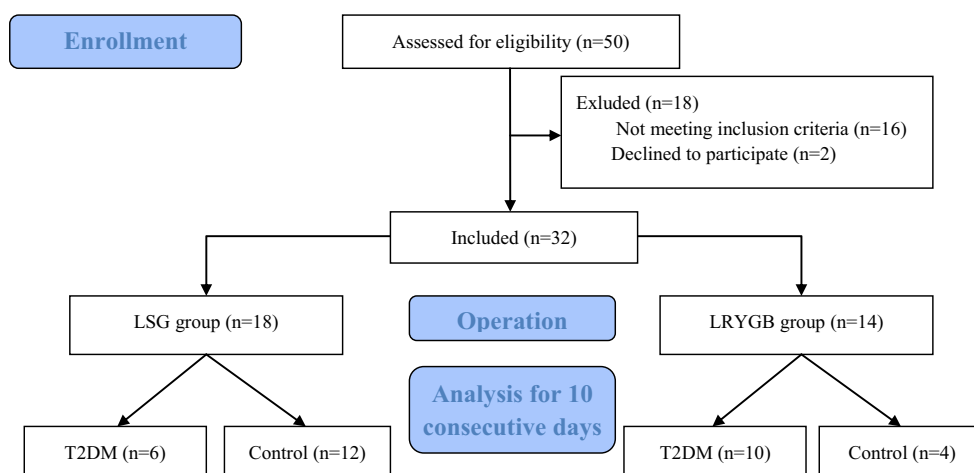 Enrollment
Assessed for eligibility (n=50)
Exluded (n=18)
Not meeting inclusion criteria (n=16)
Declined to participate (n=2)
Included (n=32)
LSG group (n=18)
Operation
LRYGB group (n=14)
Analysis for 10
consecutive days
T2DM (n=6)
Control (n=12)
T2DM (n=10)
Control (n=4)